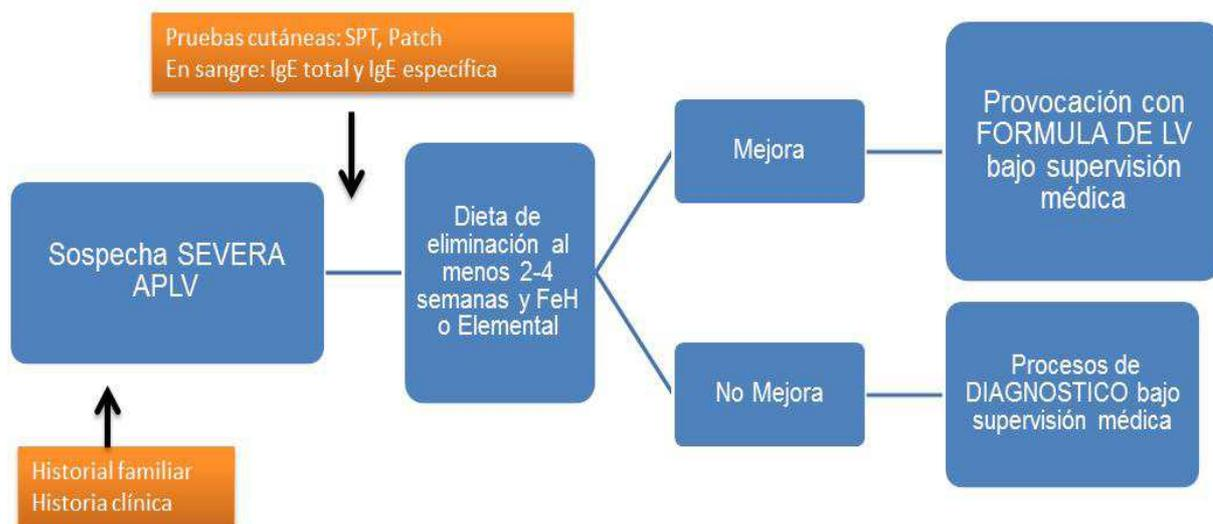 Pruebas cutáneas: SPT, Patch
En sangre: IgE total y IgE específica
Sospecha SEVERA
APLV
Historial familiar
Historia clínica
Dieta de
eliminación al
menos 2-4
semanas y FeH
o Elemental
Mejora
Provocación con
FORMULA DE LV
bajo supervisión
médica
No Mejora
Procesos de
DIAGNOSTICO bajo
supervisión médica